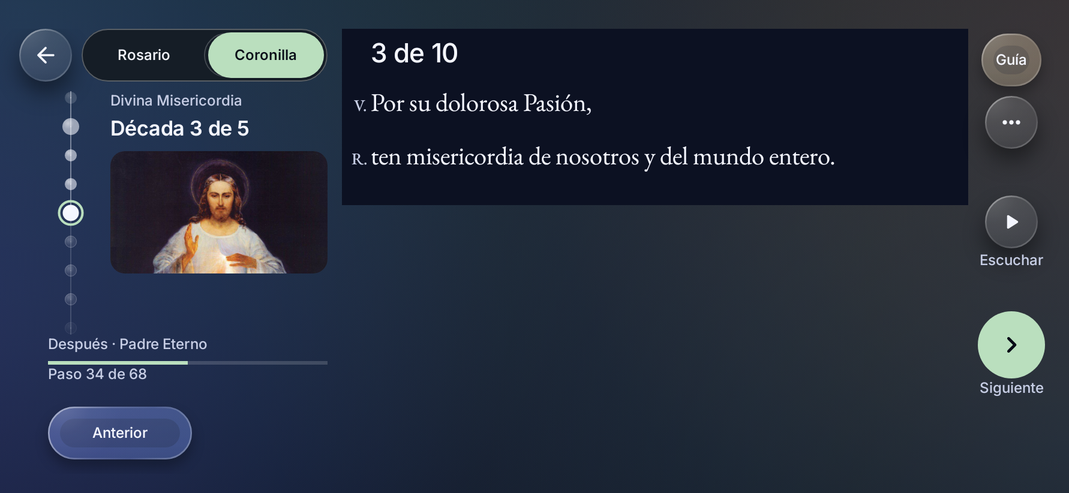 Rosario
Coronilla
Divina Misericordia
Década 3 de 5
3 de 10
V. Por su dolorosa Pasión,
R. ten misericordia de nosotros y del mundo entero.
Guía
Escuchar
Siguiente
Después · Padre Eterno
Paso 34 de 68
Anterior